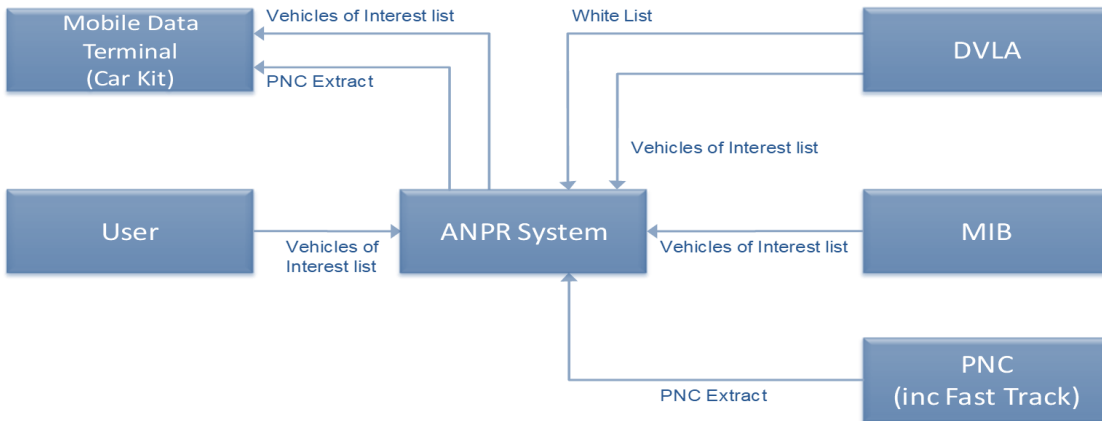 Mobile Data
Terminal
(Car Kit)
Vehicles of Interest list
PNC Extract
White List
DVLA
Vehicles of Interest list
User
Vehicles of
Interest list
ANPR System
Vehicles of Interest list
MIB
PNC Extract
PNC
(inc Fast Track)